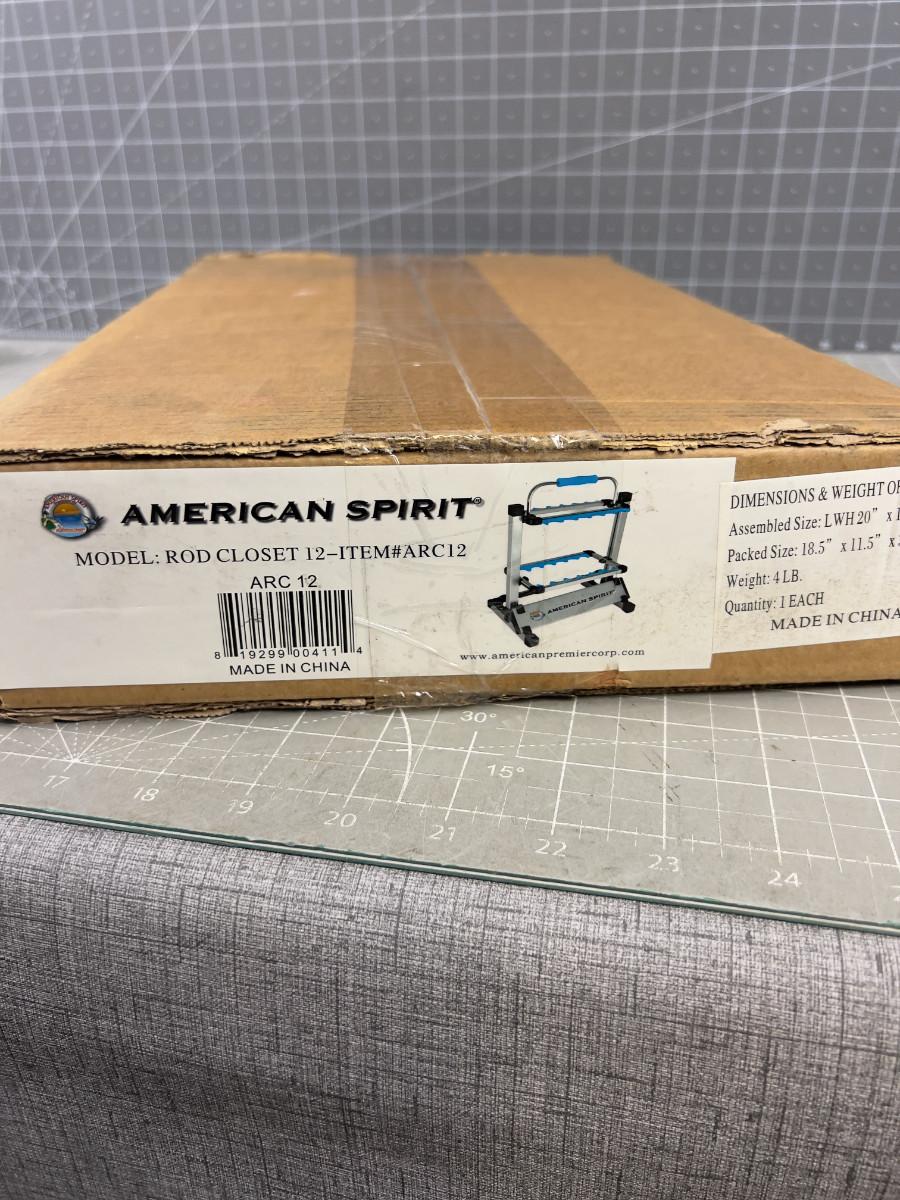 AMERICAN SPIRIT®
MODEL: ROD CLOSET 12-ITEM#ARC12
ARC 12
8 19299 00411 4
MADE IN CHINA
AMERICAN SPIRIT
www.americanpremiercorp.com
DIMENSIONS & WEIGHT OF
Assembled Size: LWH 20" x
Packed Size: 18.5" x 11.5" x
Weight: 4 LB.
Quantity: 1 EACH
MADE IN CHINA
30°
15°
17 18 19 20 21 22 23 24